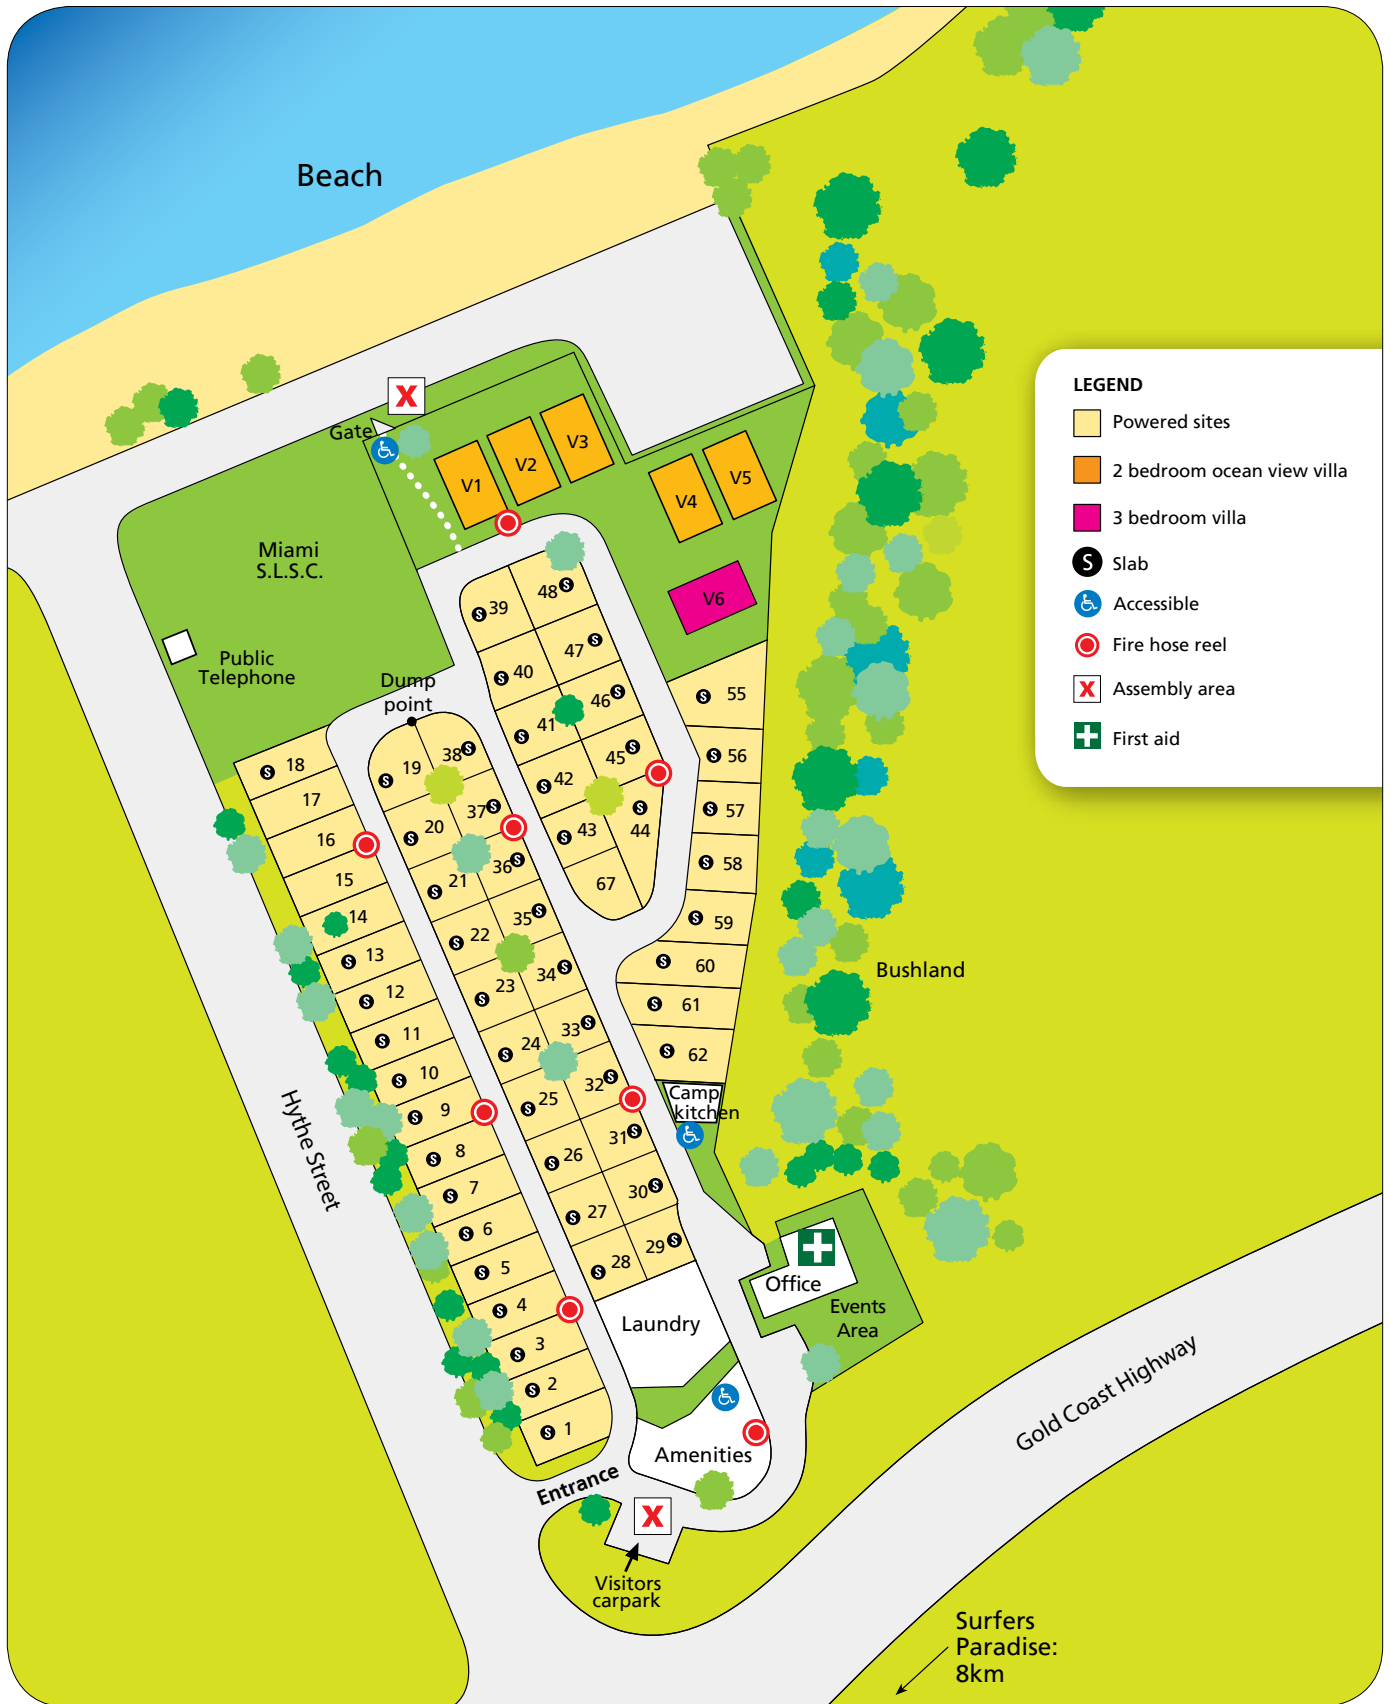 Beach
LEGEND
Powered sites
2 bedroom ocean view villa
3 bedroom villa
S
Slab
Accessible
Fire hose reel
X
Assembly area
First aid
X
Gate
V1
V2
V3
V4
V5
V6
Miami
S.L.S.C.
Public
Telephone
Dump
point
S 39
48 S
S 40
47 S
S 41
46 S
S 42
45 S
S 43
S
44
67
S 55
S 56
S 57
S 58
S 59
S 60
S 61
S 62
S 18
17
16
15
14
S 13
S 12
S 11
S 10
S 9
S 8
S 7
S 6
S 5
S 4
S 3
S 2
S 1
S 19
38 S
S 20
37 S
S 21
36 S
S 22
35 S
S 23
34 S
S 24
33 S
S 25
32 S
S 26
31 S
S 27
30 S
S 28
29 S
Camp
kitchen
Bushland
Hythe Street
Office
Events
Area
Laundry
Amenities
Entrance
X
Visitors
carpark
Gold Coast Highway
Surfers
Paradise:
8km